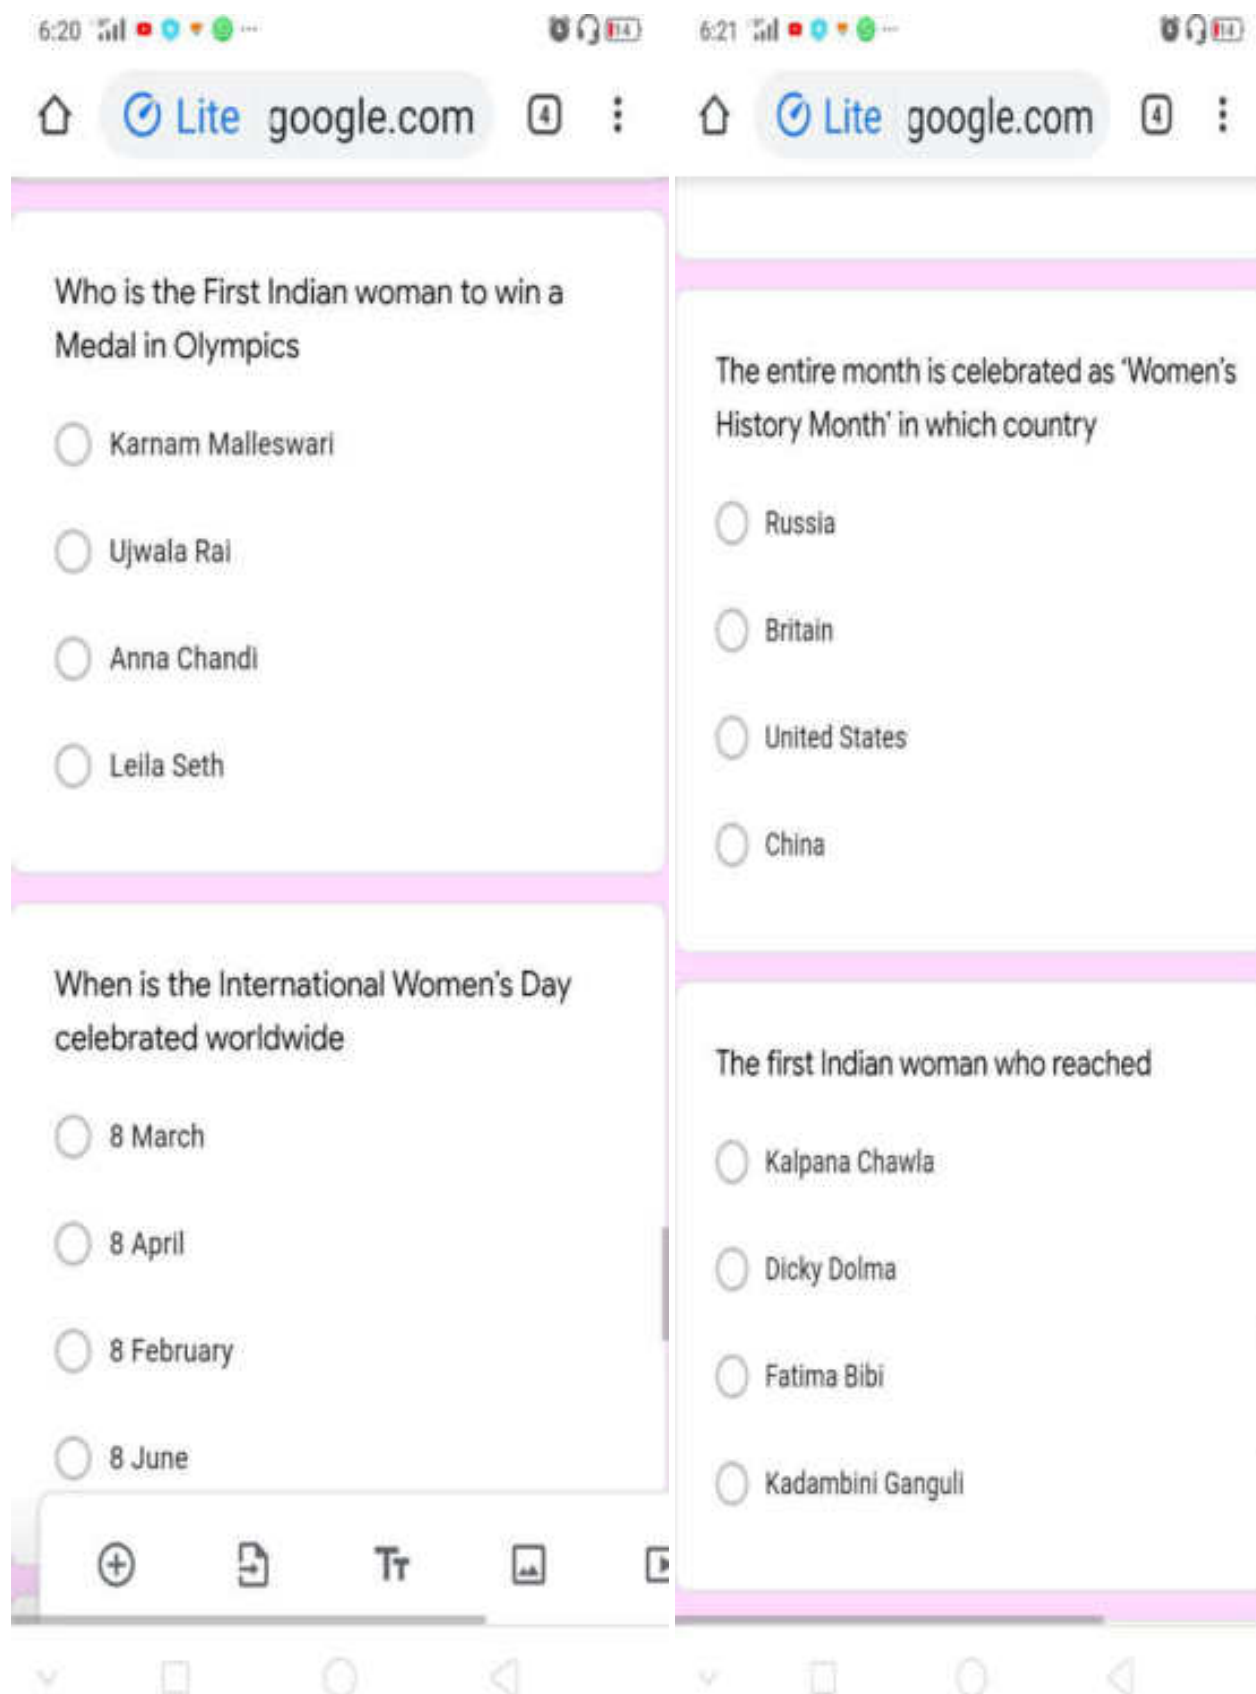 6:20
Lite google.com
4
Who is the First Indian woman to win a
Medal in Olympics
Karnam Malleswari
Ujwala Rai
Anna Chandi
Leila Seth
When is the International Women's Day
celebrated worldwide
8 March
8 April
8 February
8 June
TT
6:21
14
Lite google.com
4
The entire month is celebrated as ‘Women's
History Month’ in which country
Russia
Britain
United States
China
The first Indian woman who reached
Kalpana Chawla
Dicky Dolma
Fatima Bibi
Kadambini Ganguli